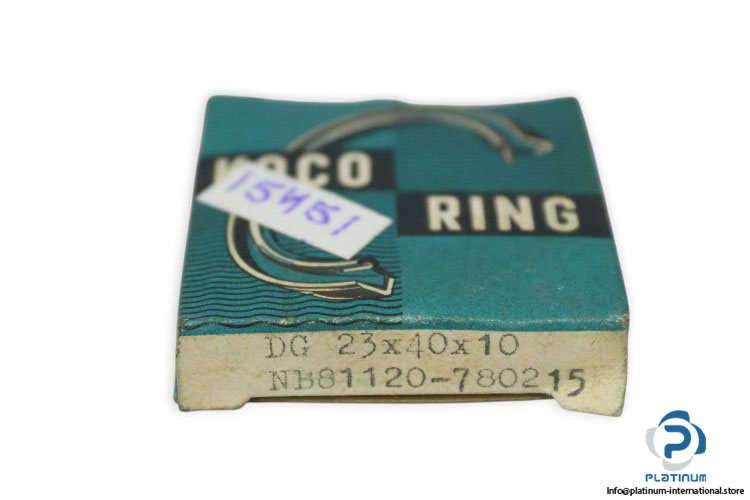 15451
RING
DG 23x40x10
NB81120-780215
PLATINUM
Info@platinum-international.store